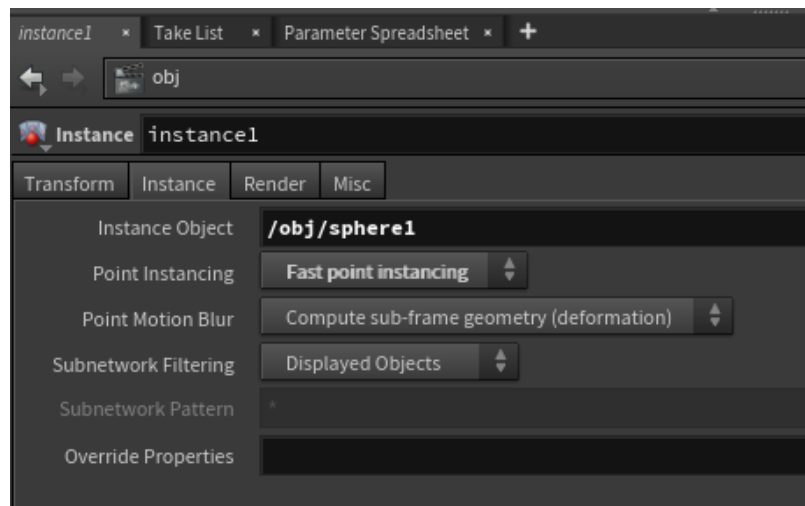 instance1 × Take List × Parameter Spreadsheet × +
obj
Instance instance1
Transform Instance Render Misc
Instance Object /obj/sphere1
Point Instancing Fast point instancing
Point Motion Blur Compute sub-frame geometry (deformation)
Subnetwork Filtering Displayed Objects
Subnetwork Pattern *
Override Properties